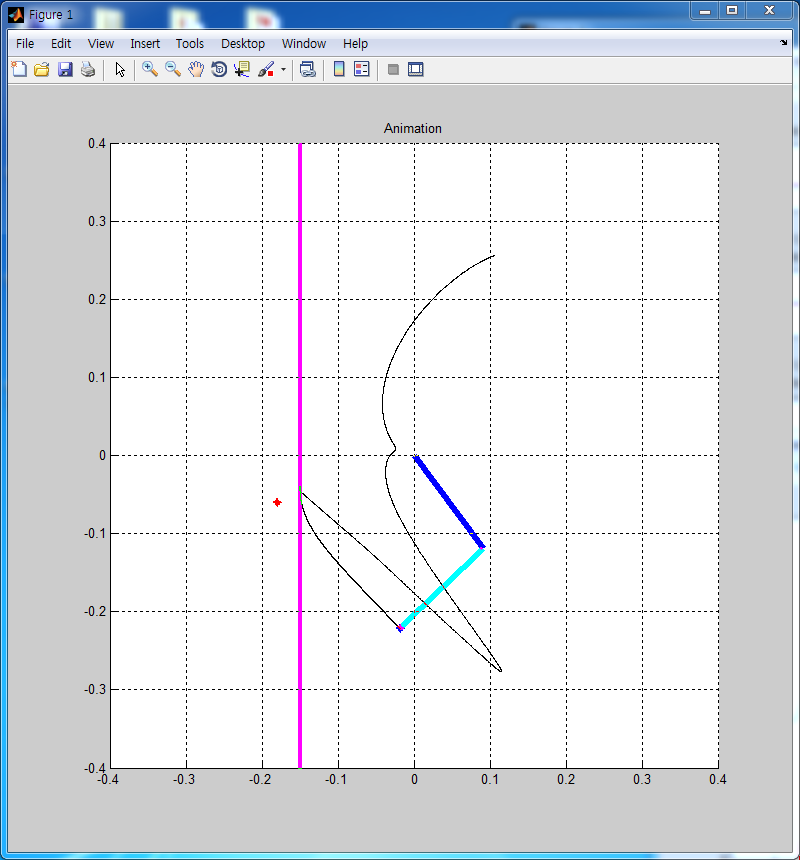 Figure 1
File Edit View Insert Tools Desktop Window Help
Animation
0.4
0.3
0.2
0.1
0
-0.1
-0.2
-0.3
-0.4
-0.4 -0.3 -0.2 -0.1 0 0.1 0.2 0.3 0.4